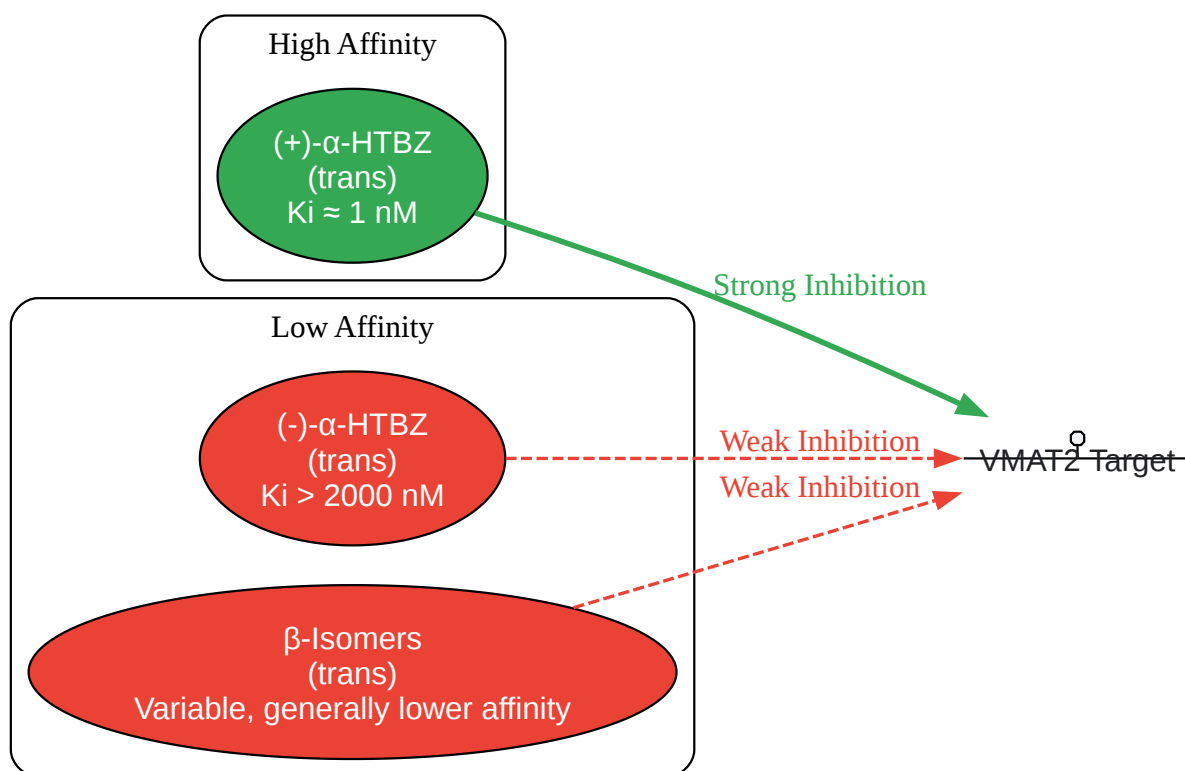 High Affinity
(+)-α-HTBZ
(trans)
Ki ≈ 1 nM
Strong Inhibition
Low Affinity
(-)-α-HTBZ
(trans)
Ki > 2000 nM
Weak Inhibition
VMAT2 Target
Weak Inhibition
β-Isomers
(trans)
Variable, generally lower affinity